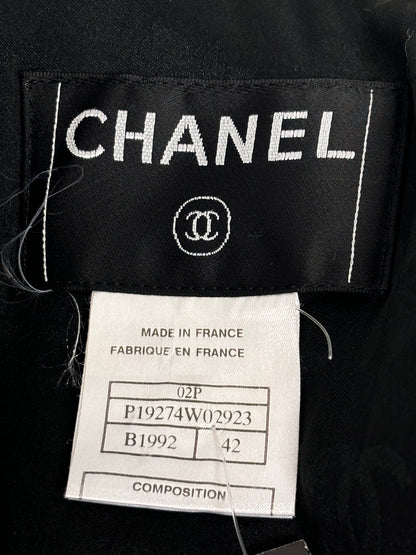 CHANEL
MADE IN FRANCE
FABRIQUE EN FRANCE
02P
P19274W02923
B1992 42
COMPOSITION